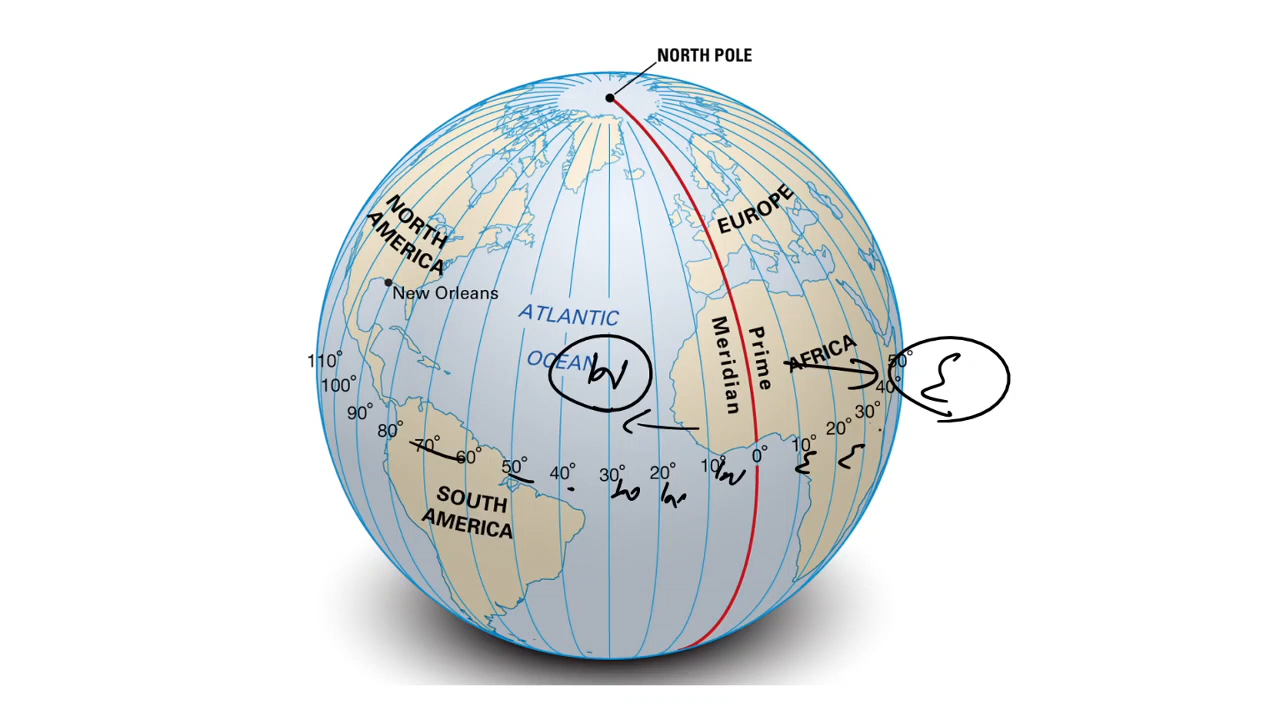 NORTH POLE
EUROPE
NORTH
AMERICA
New Orleans
ATLANTIC
OCEAN
W
Prime
Meridian
AFRICA
E
110°
100°
90°
80°
70°
60°
50°
40°
30°
20°
10°
0°
10°
20°
30°
40°
50°
W
W
W
E
E
SOUTH
AMERICA